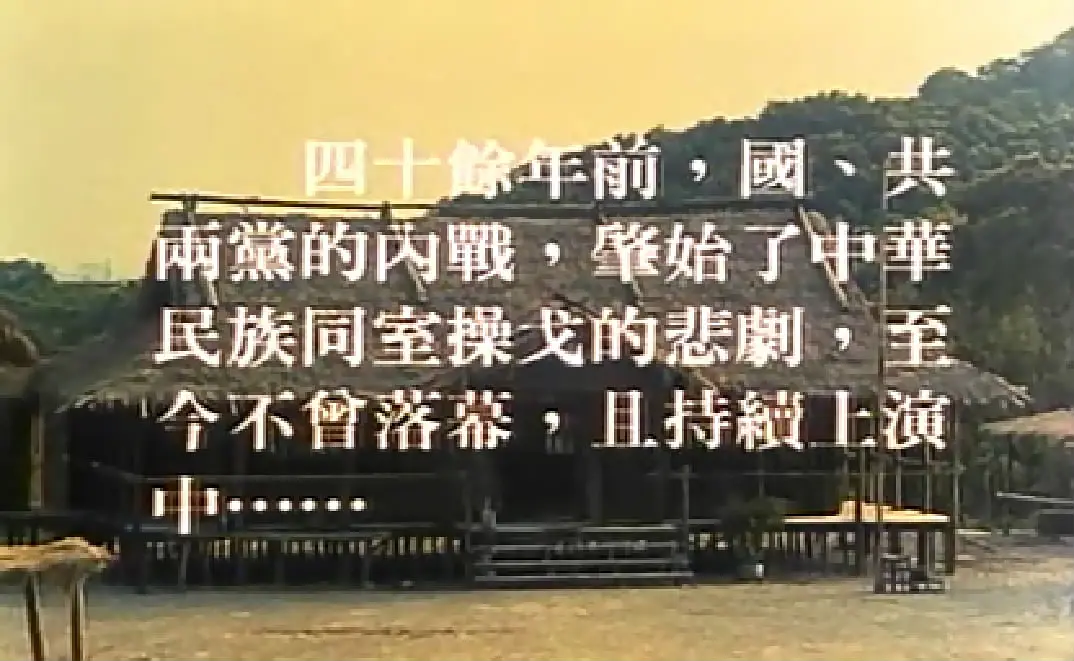 四十餘年前，國、共
兩黨的內戰，肇始了中華
民族同室操戈的悲劇，至
今不曾落幕，且持續上演
中⋯⋯